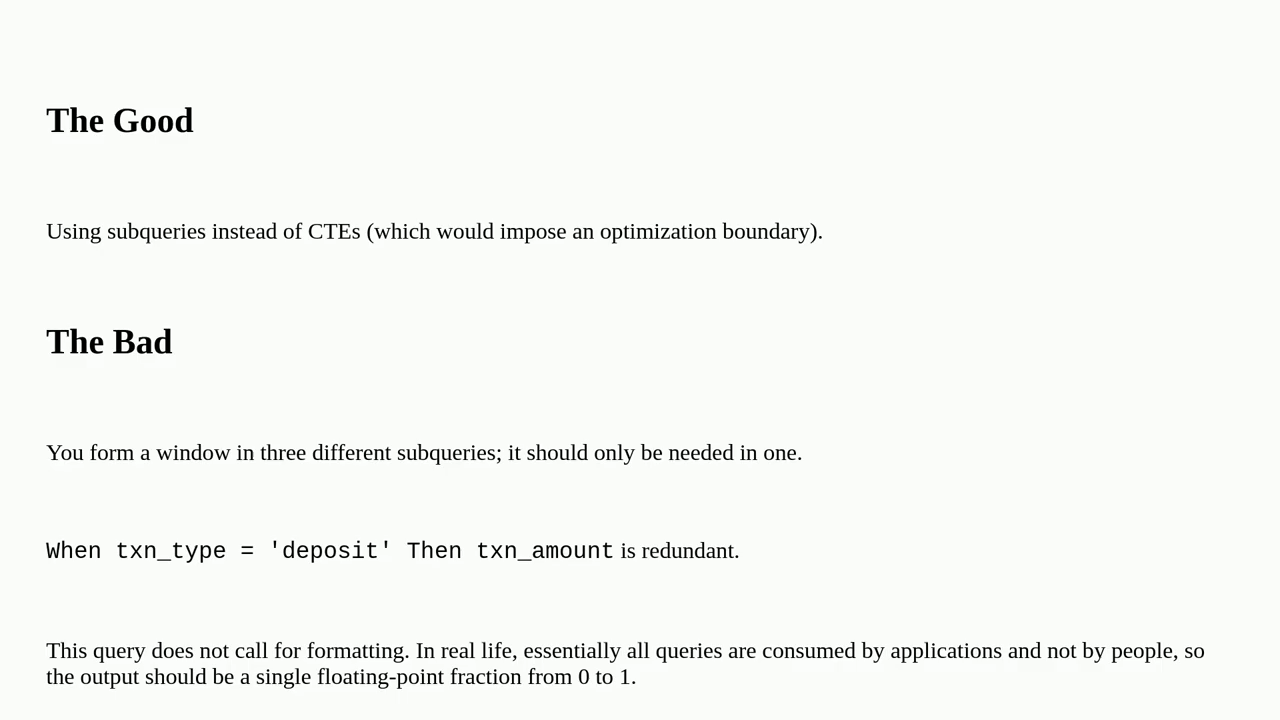 The Good
Using subqueries instead of CTEs (which would impose an optimization boundary).
The Bad
You form a window in three different subqueries; it should only be needed in one.
When txn_type = 'deposit' Then txn_amount is redundant.
This query does not call for formatting. In real life, essentially all queries are consumed by applications and not by people, so
the output should be a single floating-point fraction from 0 to 1.